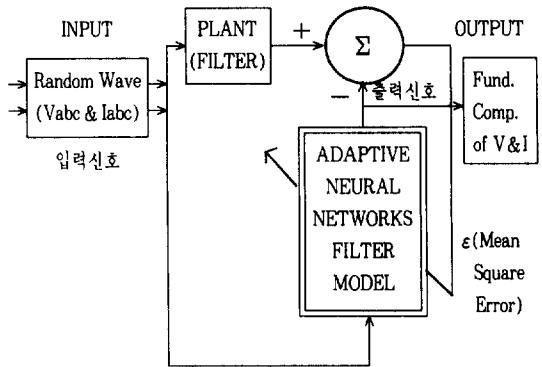 INPUT
PLANT
(FILTER)
+
Σ
OUTPUT
Random Wave
(Vabc & Iabc)
입력신호
−
출력신호
Fund.
Comp.
of V&I
ADAPTIVE
NEURAL
NETWORKS
FILTER
MODEL
ε(Mean
Square
Error)